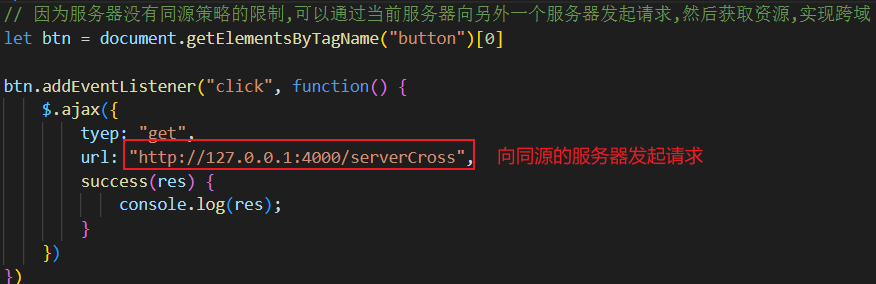 // 因为服务器没有同源策略的限制,可以通过当前服务器向另外一个服务器发起请求,然后获取资源,实现跨域
let btn = document.getElementsByTagName("button")[0]
btn.addEventListener("click", function() {
$.ajax({
tyep: "get",
url: "http://127.0.0.1:4000/serverCross", 向同源的服务器发起请求
success(res) {
console.log(res);
}
})
})